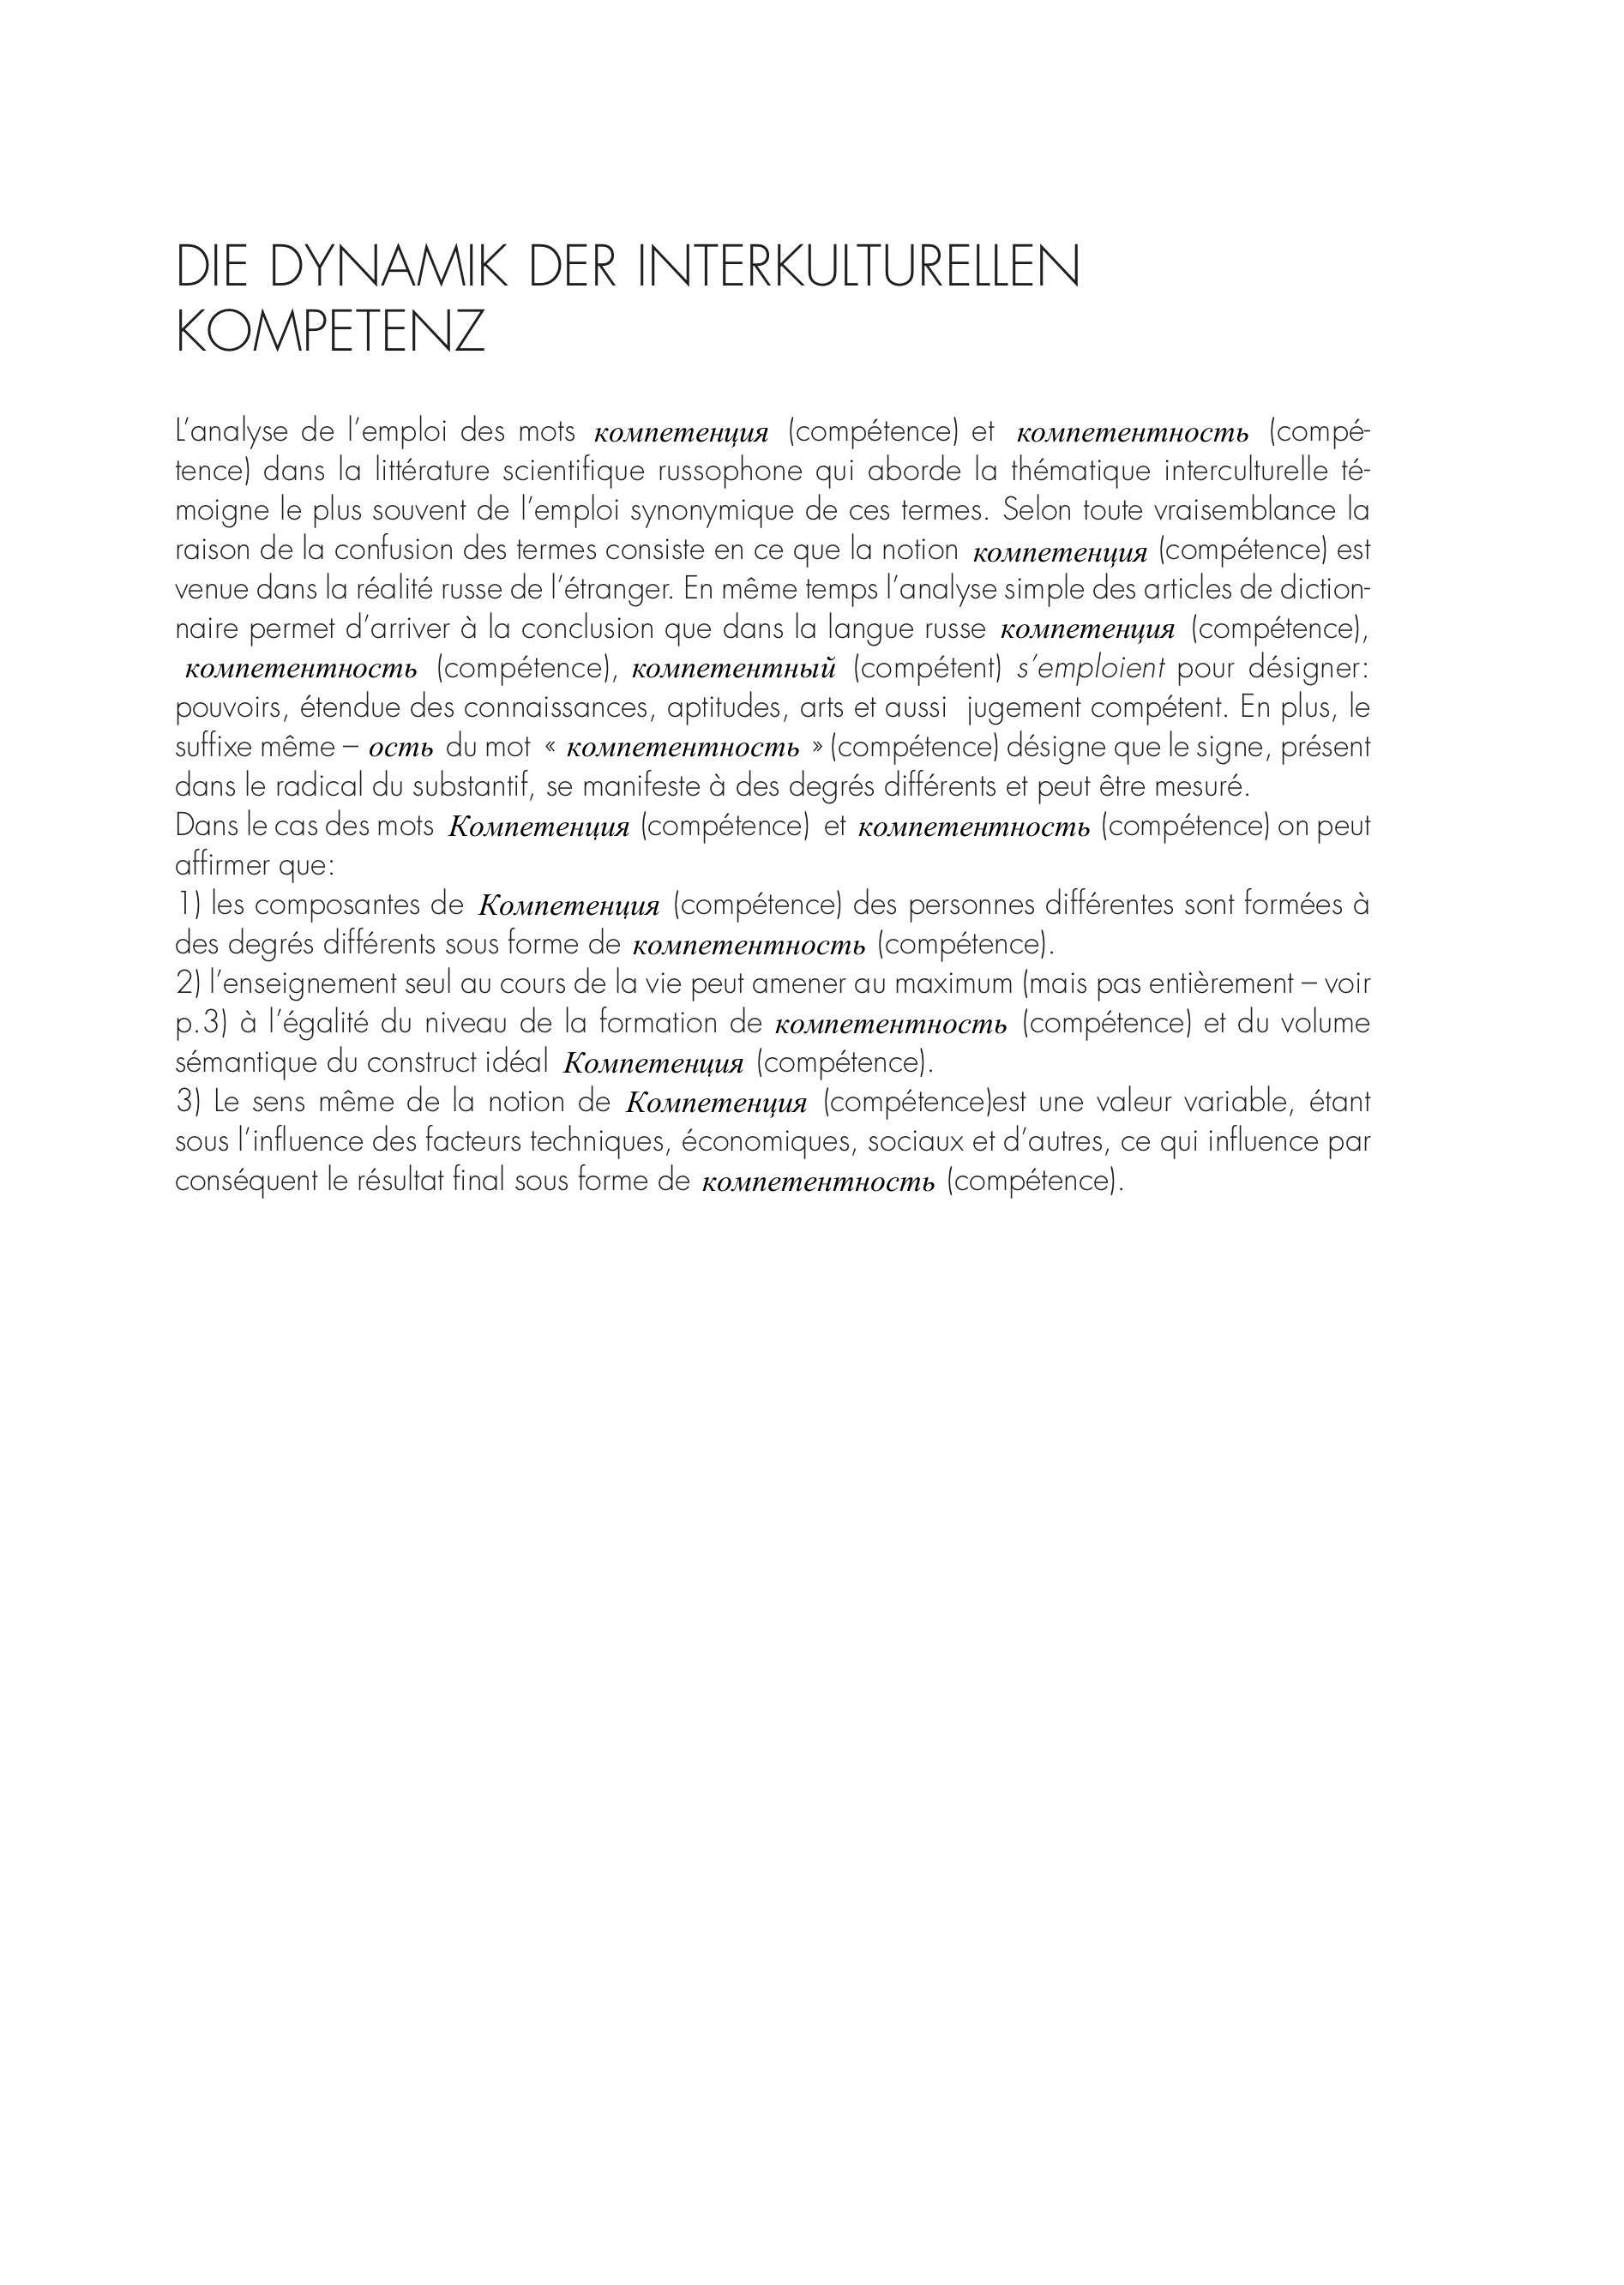 DIE DYNAMIK DER INTERKULTURELLEN
KOMPETENZ
L’analyse de l’emploi des mots компетенция (compétence) et компетентность (compé-
tence) dans la littérature scientifique russophone qui aborde la thématique interculturelle té-
moigne le plus souvent de l’emploi synonymique de ces termes. Selon toute vraisemblance la
raison de la confusion des termes consiste en ce que la notion компетенция (compétence) est
venue dans la réalité russe de l’étranger. En même temps l’analyse simple des articles de diction-
naire permet d’arriver à la conclusion que dans la langue russe компетенция (compétence),
компетентность (compétence), компетентный (compétent) s’emploient pour désigner:
pouvoirs, étendue des connaissances, aptitudes, arts et aussi jugement compétent. En plus, le
suffixe même – ость du mot « компетентность » (compétence) désigne que le signe, présent
dans le radical du substantif, se manifeste à des degrés différents et peut être mesuré.
Dans le cas des mots Компетенция (compétence) et компетентность (compétence) on peut
affirmer que:
1) les composantes de Компетенция (compétence) des personnes différentes sont formées à
des degrés différents sous forme de компетентность (compétence).
2) l’enseignement seul au cours de la vie peut amener au maximum (mais pas entièrement – voir
p.3) à l’égalité du niveau de la formation de компетентность (compétence) et du volume
sémantique du construct idéal Компетенция (compétence).
3) Le sens même de la notion de Компетенция (compétence)est une valeur variable, étant
sous l’influence des facteurs techniques, économiques, sociaux et d’autres, ce qui influence par
conséquent le résultat final sous forme de компетентность (compétence).